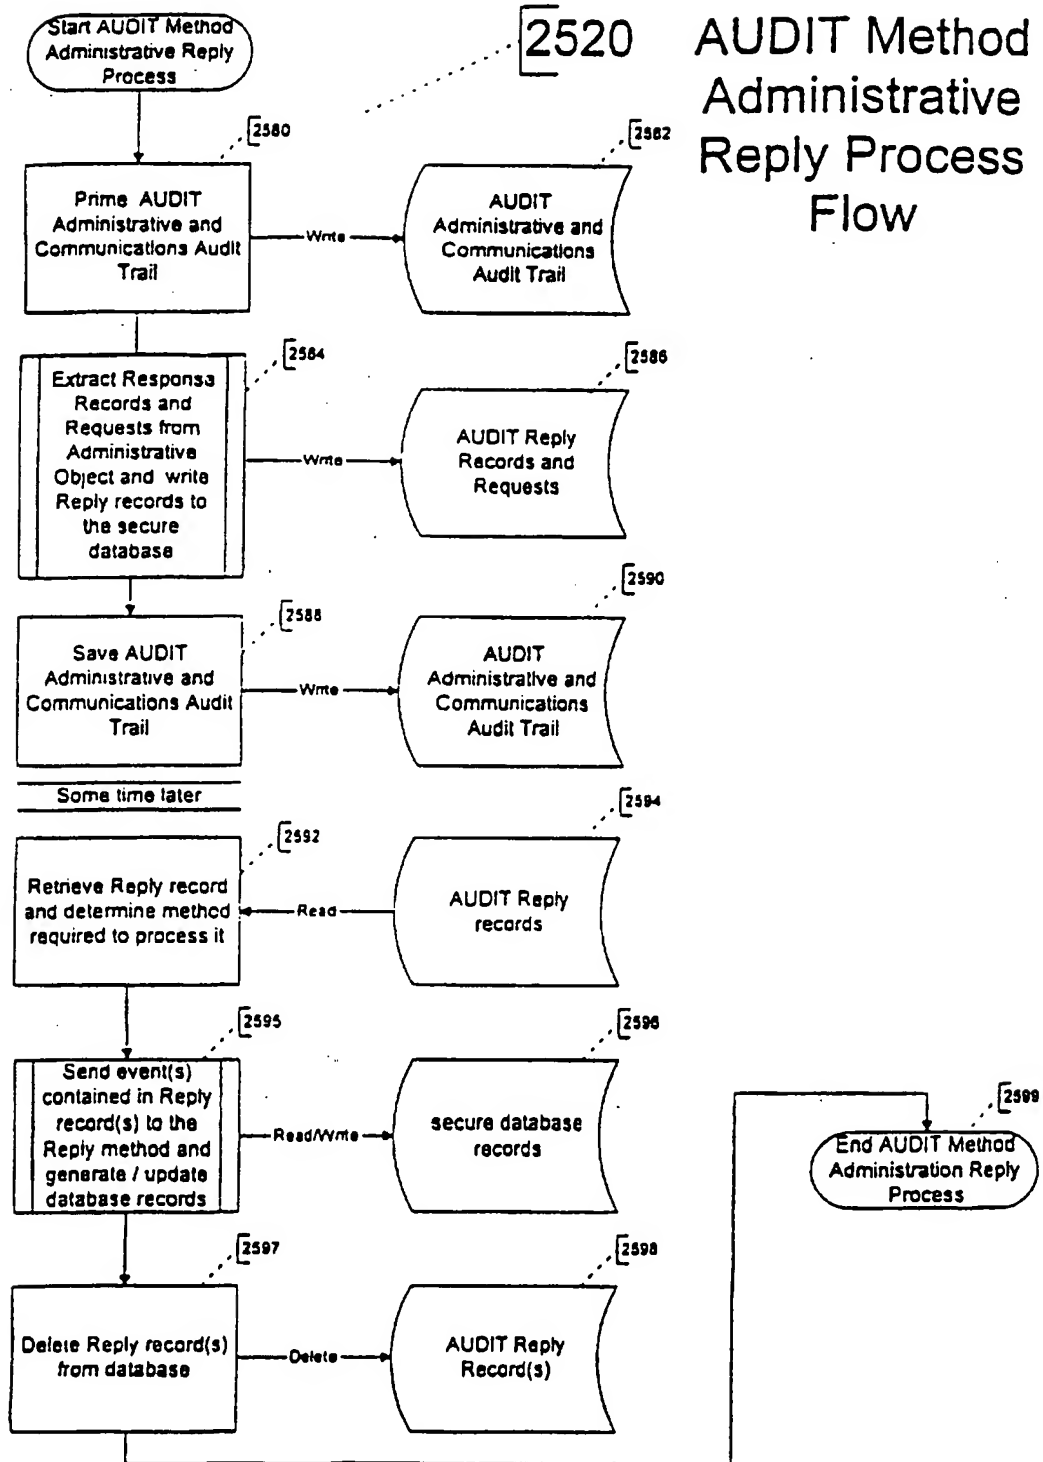 Start AUDIT Method
Administrative Reply
Process
2520
AUDIT Method
Administrative
Reply Process
Flow
2580
Prime AUDIT
Administrative and
Communications Audit
Trail
Write
2582
AUDIT
Administrative and
Communications
Audit Trail
2584
Extract Response
Records and
Requests from
Administrative
Object and write
Reply records to
the secure
database
Write
2586
AUDIT Reply
Records and
Requests
2588
Save AUDIT
Administrative and
Communications Audit
Trail
Write
2590
AUDIT
Administrative and
Communications
Audit Trail
Some time later
2592
Retrieve Reply record
and determine method
required to process it
Read
2594
AUDIT Reply
records
2595
Send event(s)
contained in Reply
record(s) to the
Reply method and
generate / update
database records
Read/Write
2596
secure database
records
2597
Delete Reply record(s)
from database
Delete
2598
AUDIT Reply
Record(s)
2599
End AUDIT Method
Administration Reply
Process